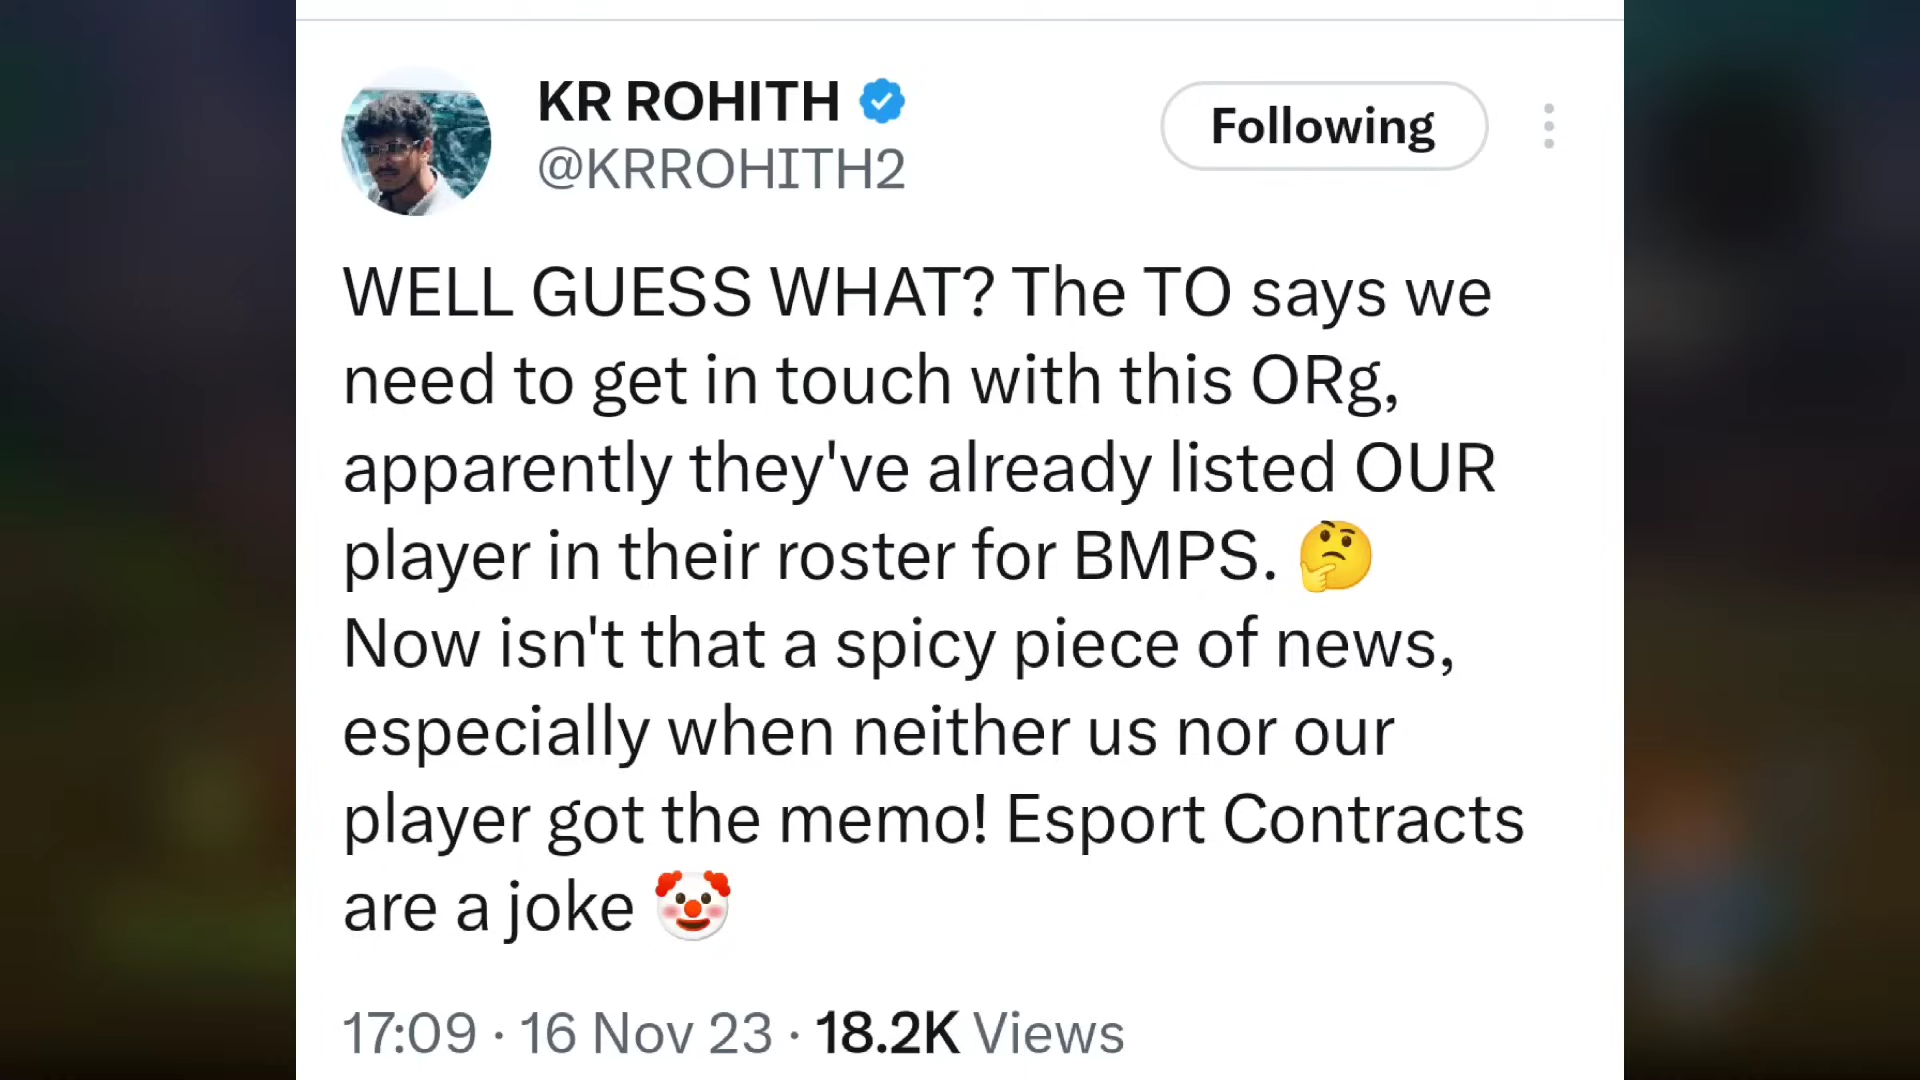 KR ROHITH
Following
@KRROHITH2
WELL GUESS WHAT? The TO says we
need to get in touch with this ORg,
apparently they've already listed OUR
player in their roster for BMPS. 🤔
Now isn't that a spicy piece of news,
especially when neither us nor our
player got the memo! Esport Contracts
are a joke 🤡
17:09 · 16 Nov 23 · 18.2K Views